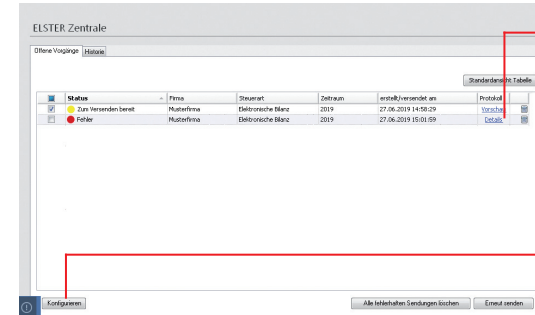 ELSTER Zentrale
Offene Vorgänge Historie
Standardansicht Tabelle
Status Firma Steuerart Zeitraum erstellt/versendet am Protokoll
Zum Versenden bereit Musterfirma Elektronische Bilanz 2019 27.06.2019 14:58:29 Vorschau
Fehler Musterfirma Elektronische Bilanz 2019 27.06.2019 15:01:59 Details
Konfigurieren Alle fehlerhaften Sendungen löschen Erneut senden